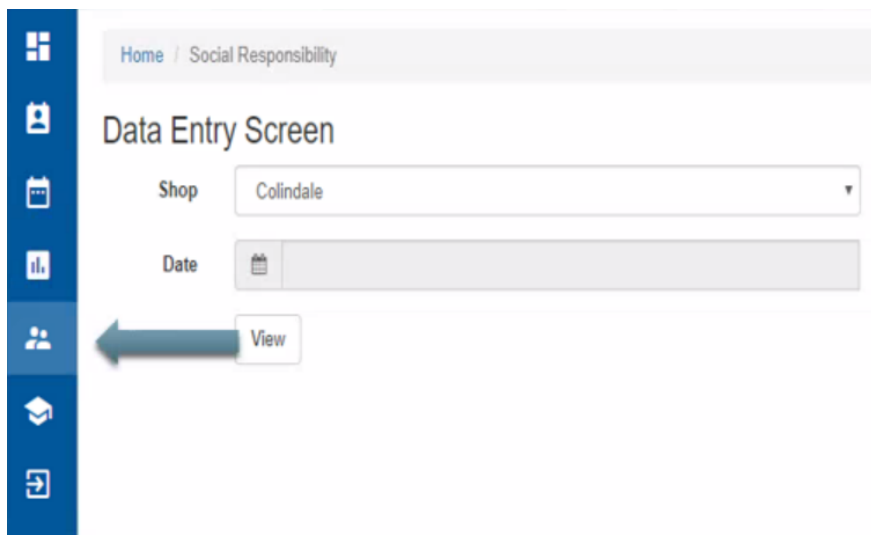 Home / Social Responsibility
Data Entry Screen
Shop Colindale
Date
View